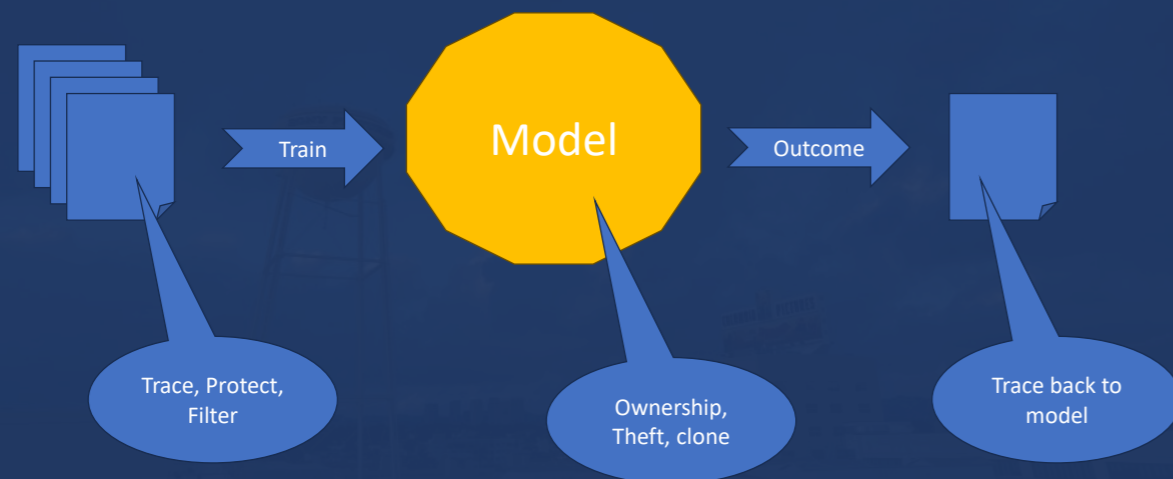 Train
Model
Outcome
Trace, Protect,
Filter
Ownership,
Theft, clone
Trace back to
model